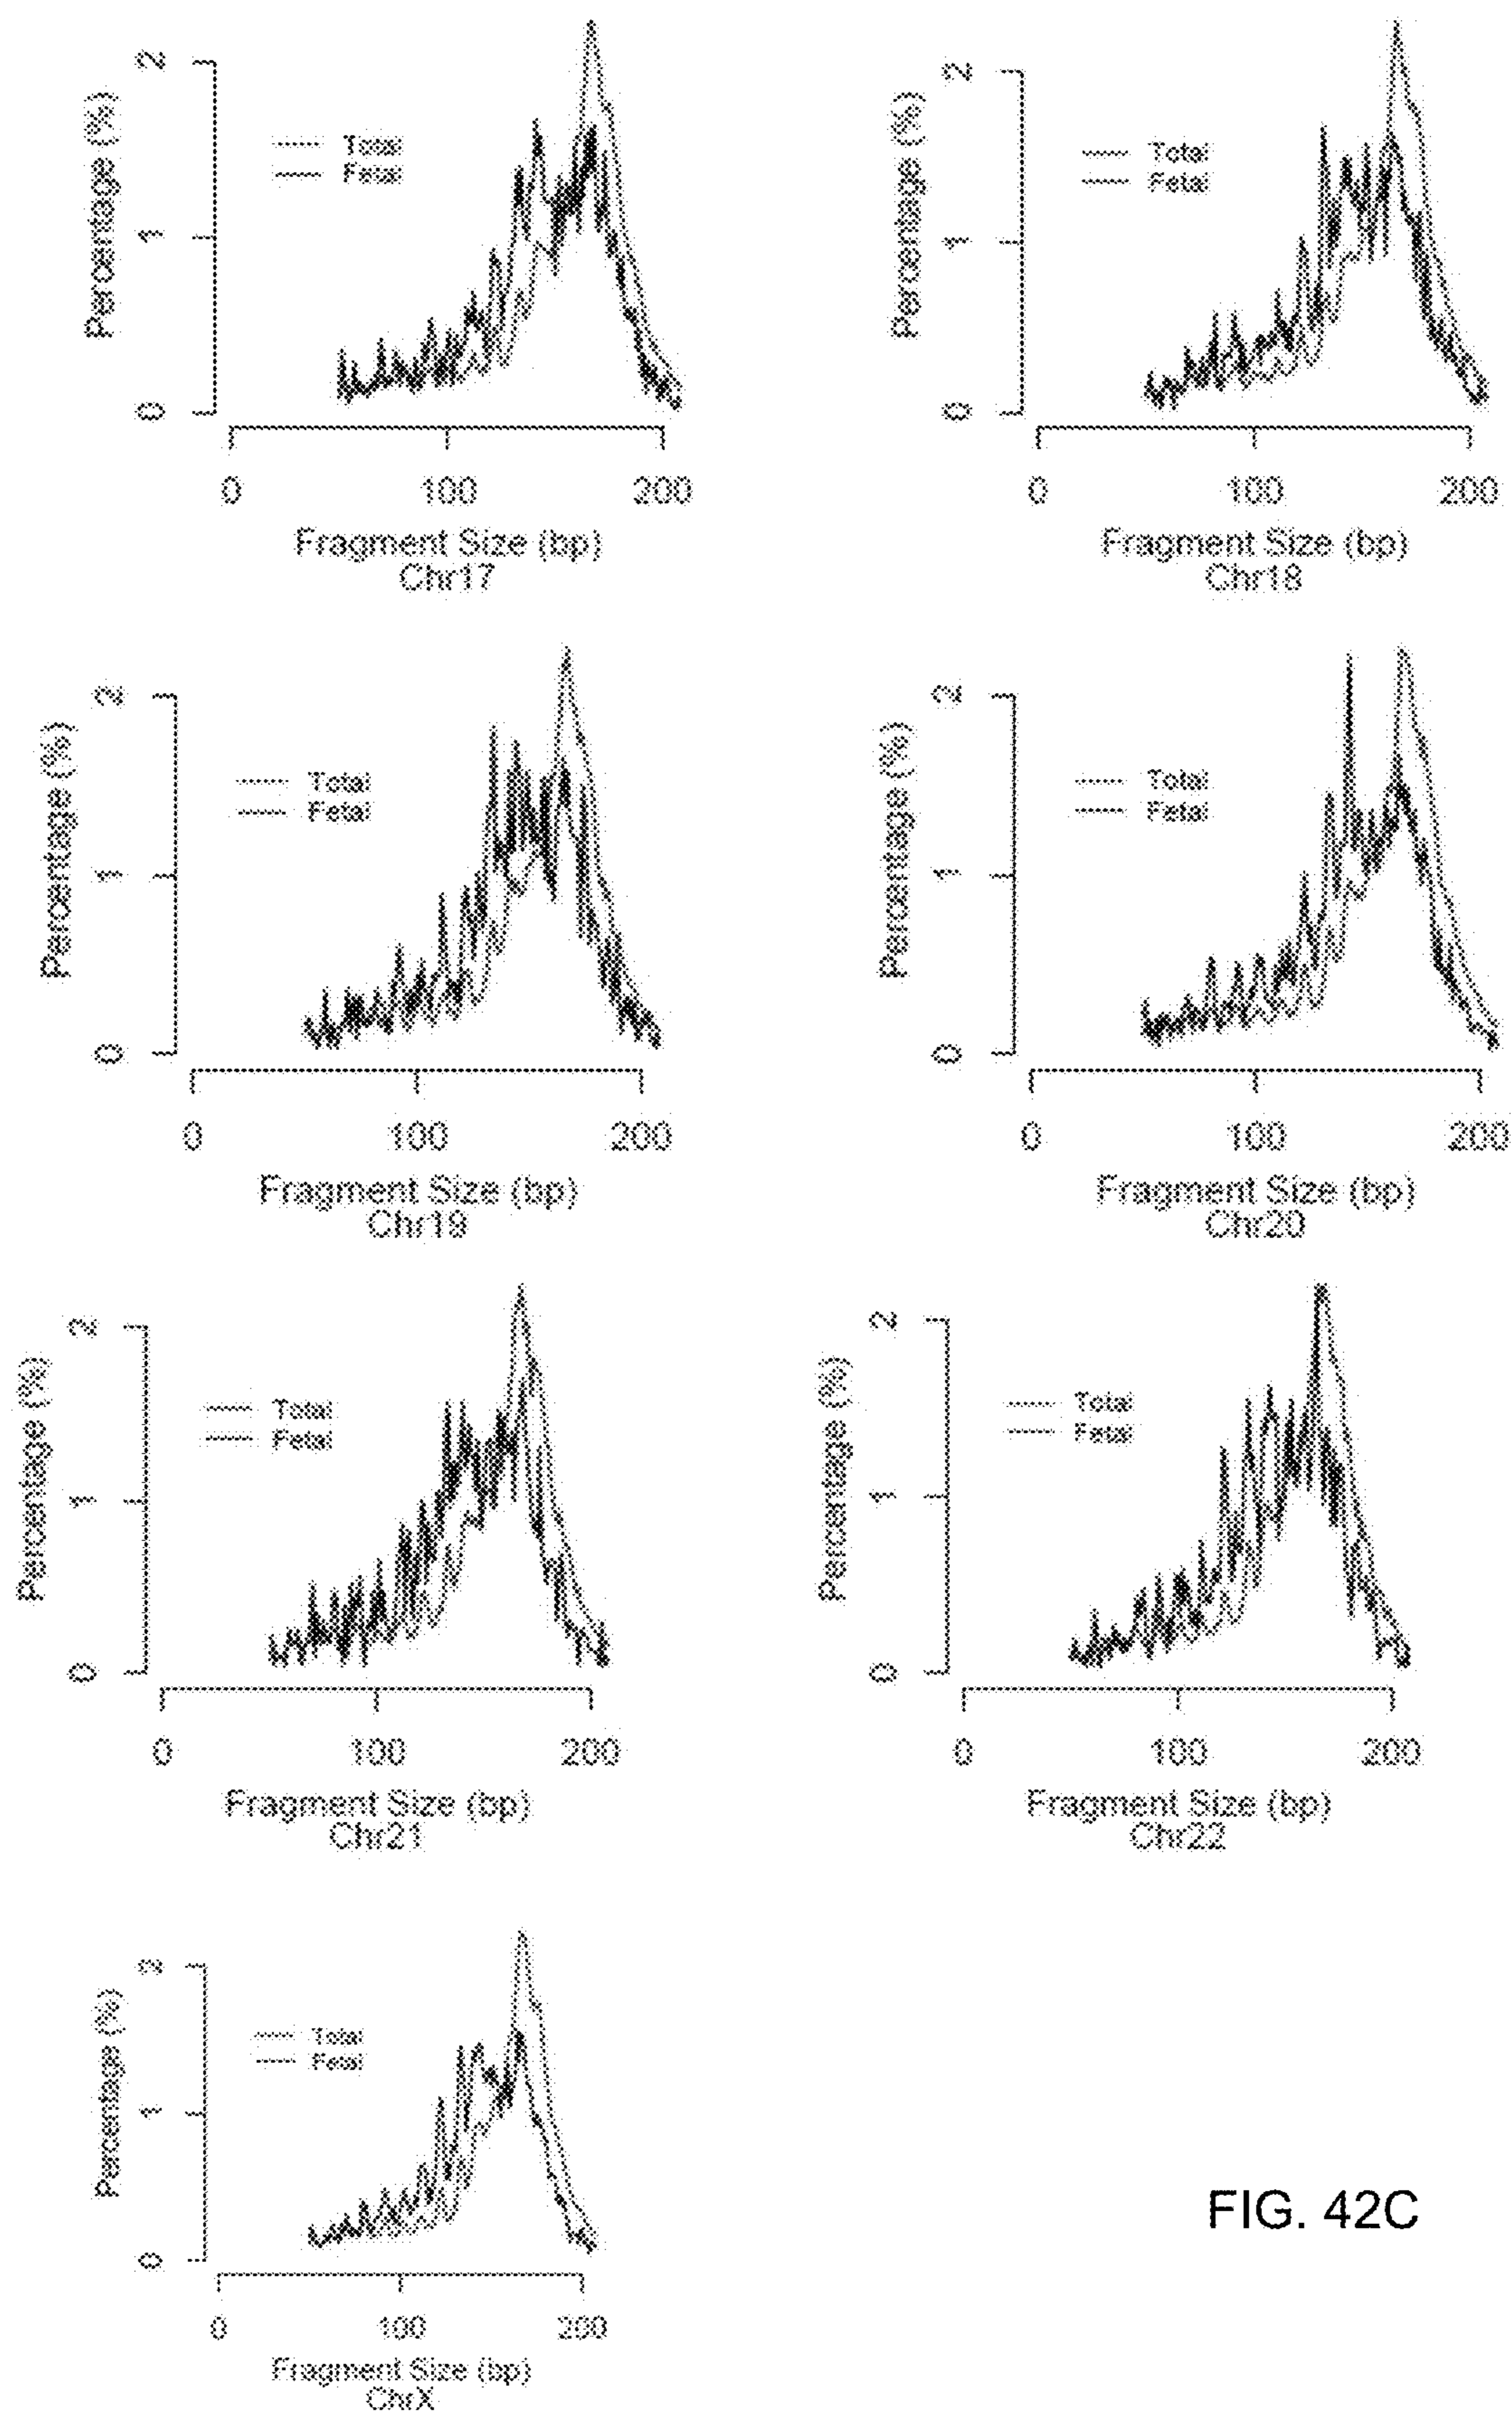 Percentage (%)
2
1
0
Total
Fetal
0 100 200
Fragment Size (bp)
Chr17
Percentage (%)
2
1
0
Total
Fetal
0 100 200
Fragment Size (bp)
Chr18
Percentage (%)
2
1
0
Total
Fetal
0 100 200
Fragment Size (bp)
Chr19
Percentage (%)
2
1
0
Total
Fetal
0 100 200
Fragment Size (bp)
Chr20
Percentage (%)
2
1
0
Total
Fetal
0 100 200
Fragment Size (bp)
Chr21
Percentage (%)
2
1
0
Total
Fetal
0 100 200
Fragment Size (bp)
Chr22
Percentage (%)
2
1
0
Total
Fetal
0 100 200
Fragment Size (bp)
ChrX
FIG. 42C